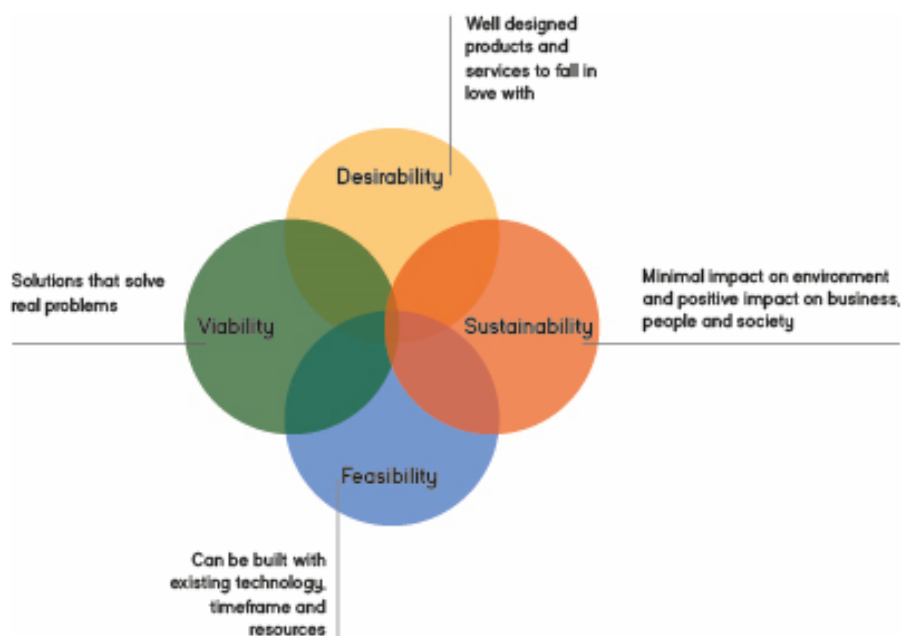 Well designed
products and
services to fall in
love with
Desirability
Solutions that solve
real problems
Viability
Sustainability
Minimal impact on environment
and positive impact on business,
people and society
Feasibility
Can be built with
existing technology,
timeframe and
resources